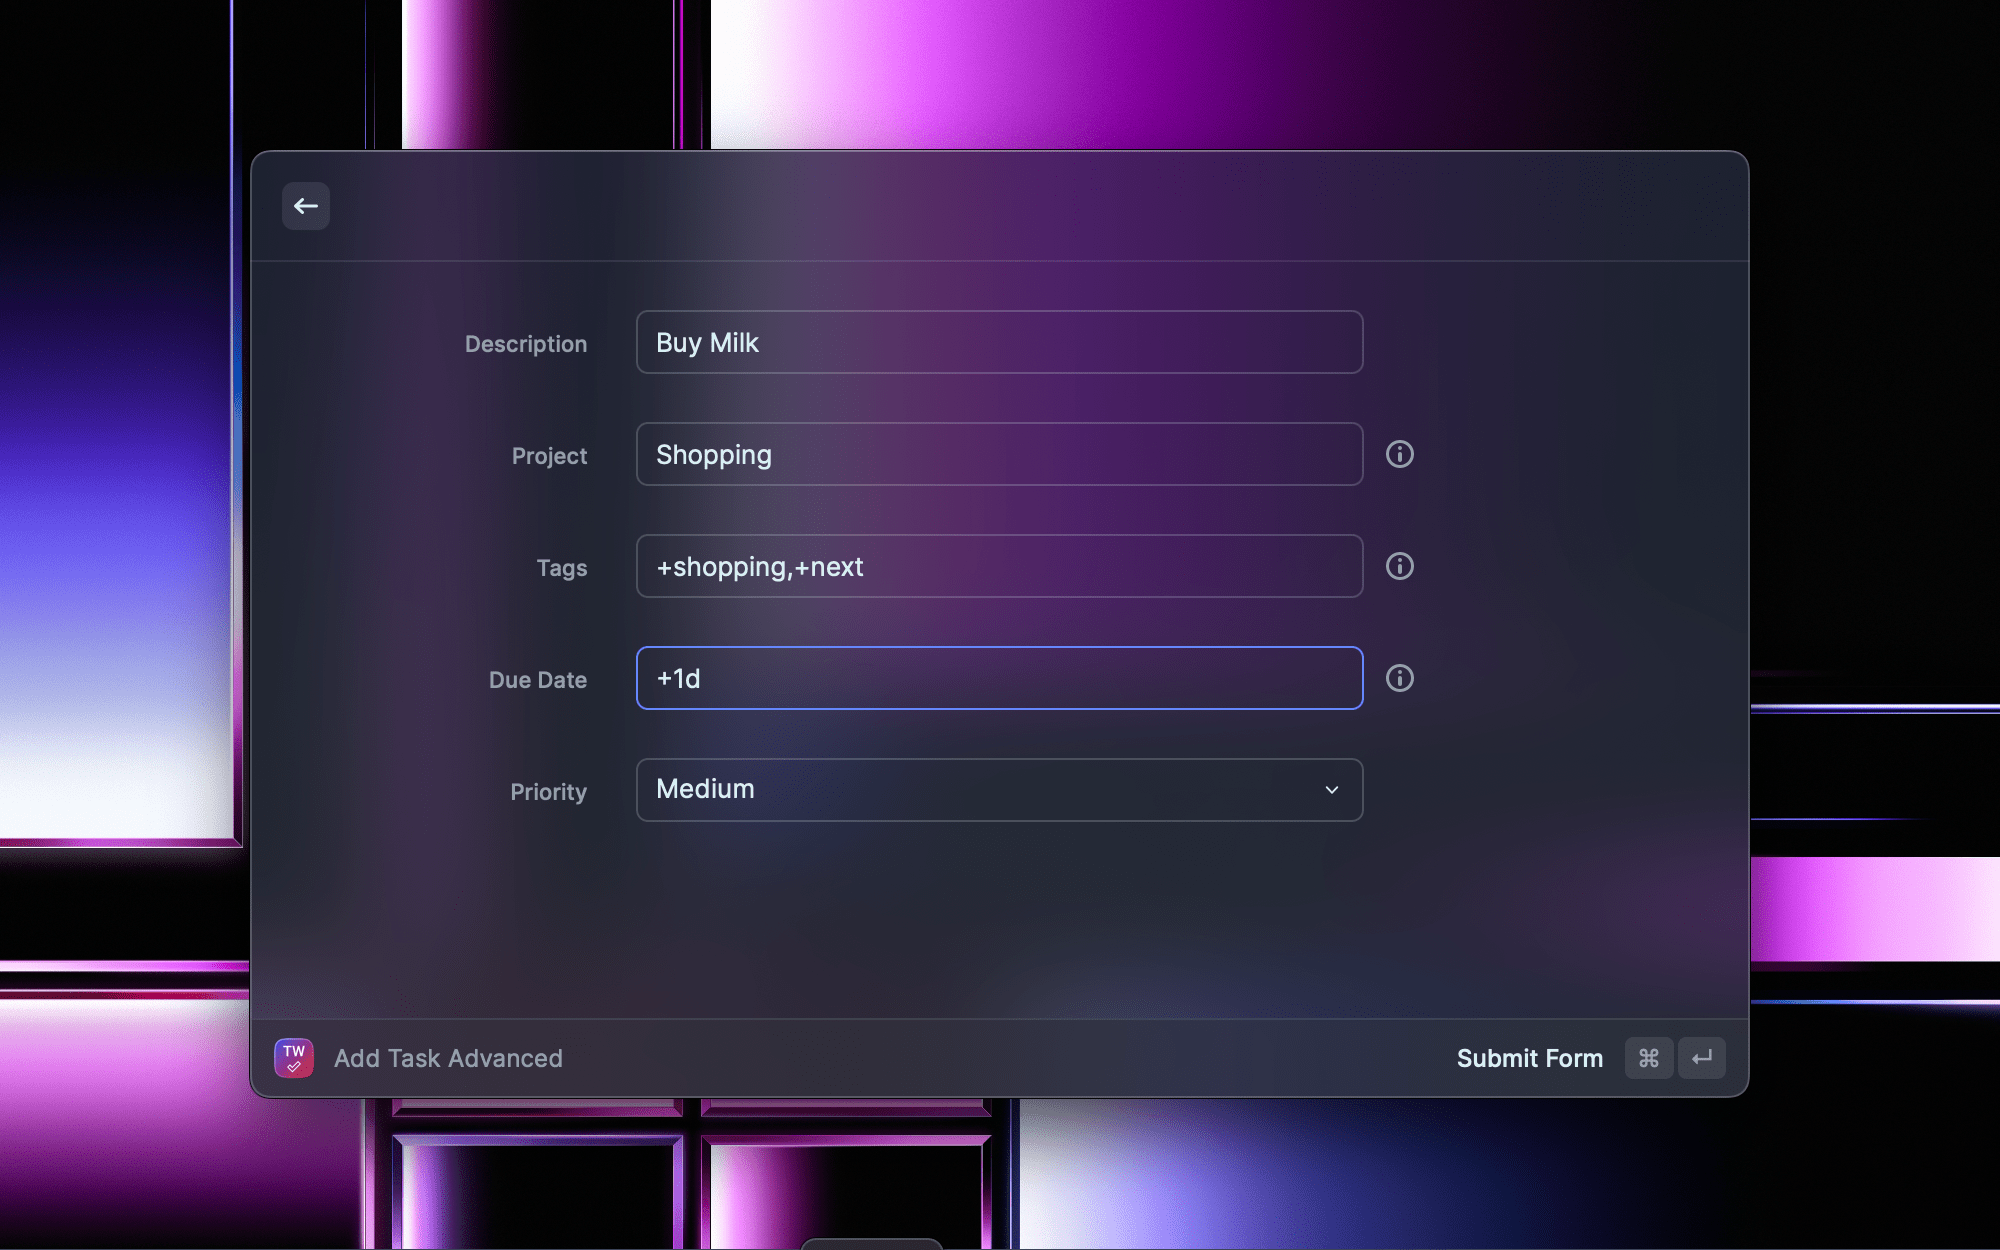 Description
Buy Milk
Project
Shopping
Tags
+shopping,+next
Due Date
+1d
Priority
Medium
TW
Add Task Advanced
Submit Form ⌘ ↵